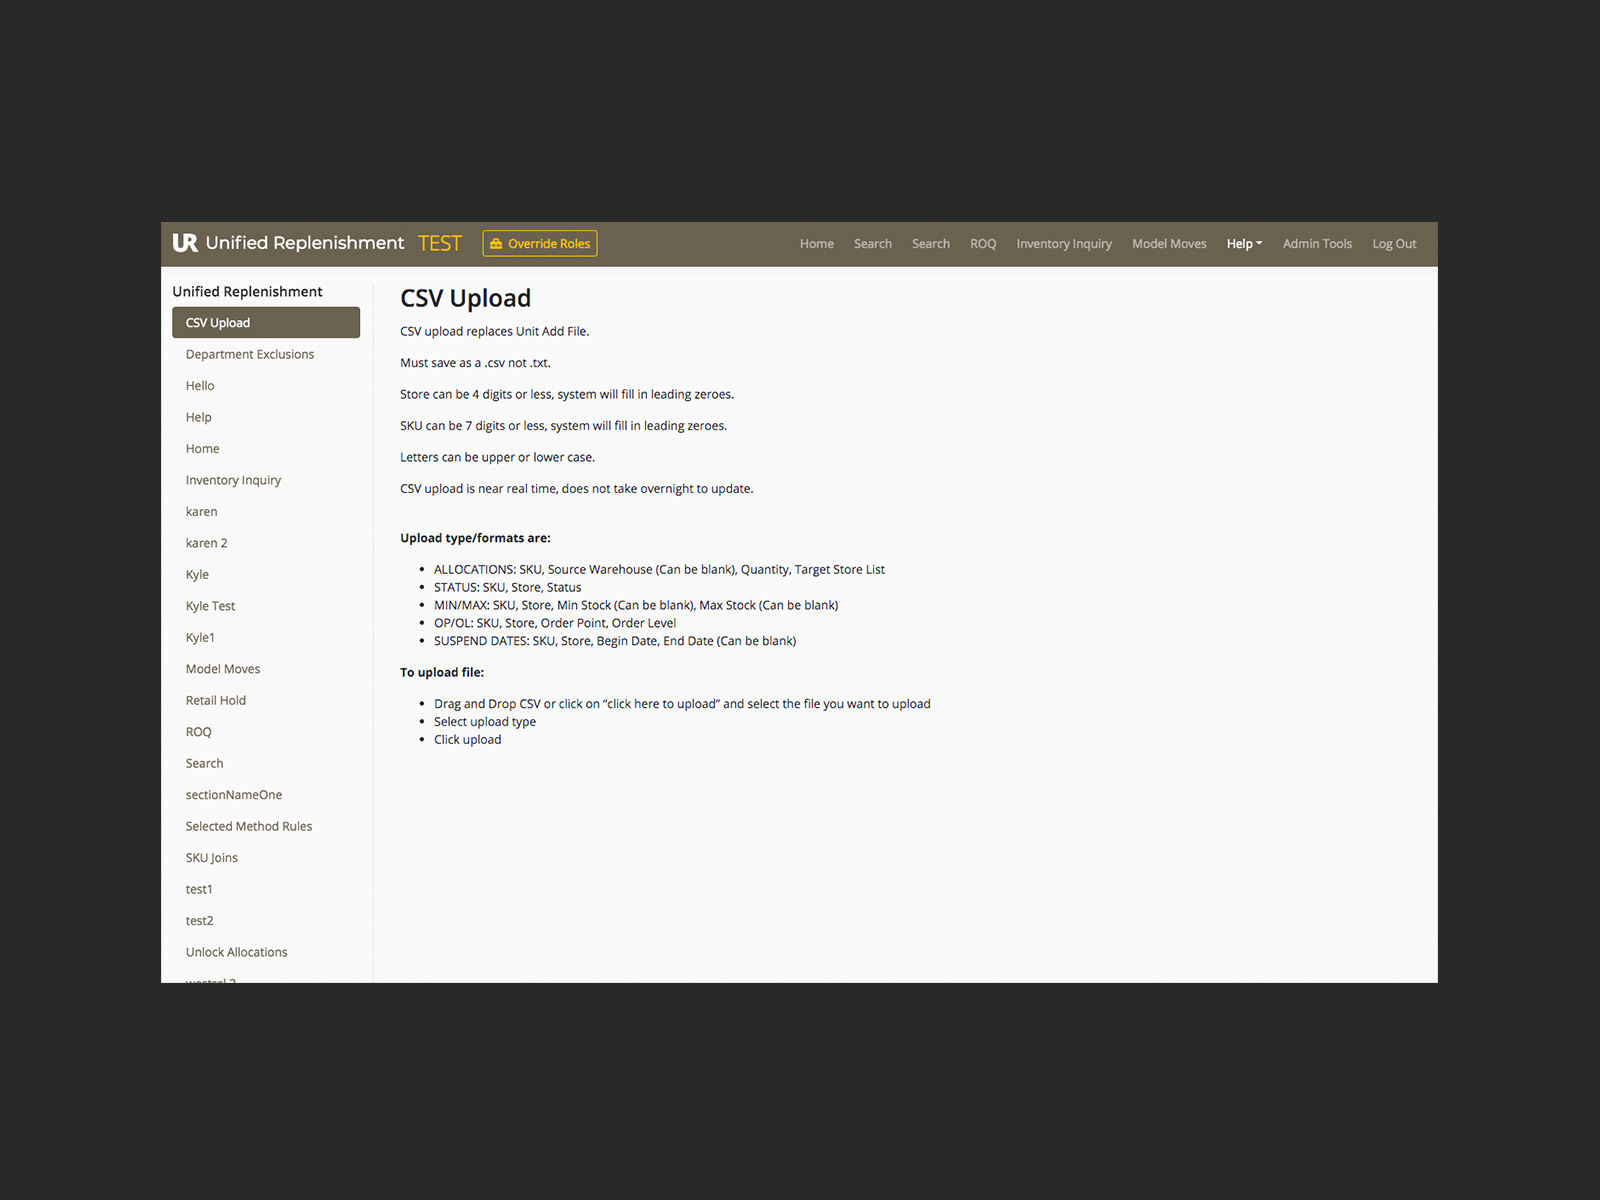 UR Unified Replenishment TEST Override Roles Home Search Search ROQ Inventory Inquiry Model Moves Help Admin Tools Log Out
Unified Replenishment
CSV Upload
Department Exclusions
Hello
Help
Home
Inventory Inquiry
karen
karen 2
Kyle
Kyle Test
Kyle1
Model Moves
Retail Hold
ROQ
Search
sectionNameOne
Selected Method Rules
SKU Joins
test1
test2
Unlock Allocations
CSV Upload
CSV upload replaces Unit Add File.
Must save as a .csv not .txt.
Store can be 4 digits or less, system will fill in leading zeroes.
SKU can be 7 digits or less, system will fill in leading zeroes.
Letters can be upper or lower case.
CSV upload is near real time, does not take overnight to update.
Upload type/formats are:
• ALLOCATIONS: SKU, Source Warehouse (Can be blank), Quantity, Target Store List
• STATUS: SKU, Store, Status
• MIN/MAX: SKU, Store, Min Stock (Can be blank), Max Stock (Can be blank)
• OP/OL: SKU, Store, Order Point, Order Level
• SUSPEND DATES: SKU, Store, Begin Date, End Date (Can be blank)
To upload file:
• Drag and Drop CSV or click on “click here to upload” and select the file you want to upload
• Select upload type
• Click upload